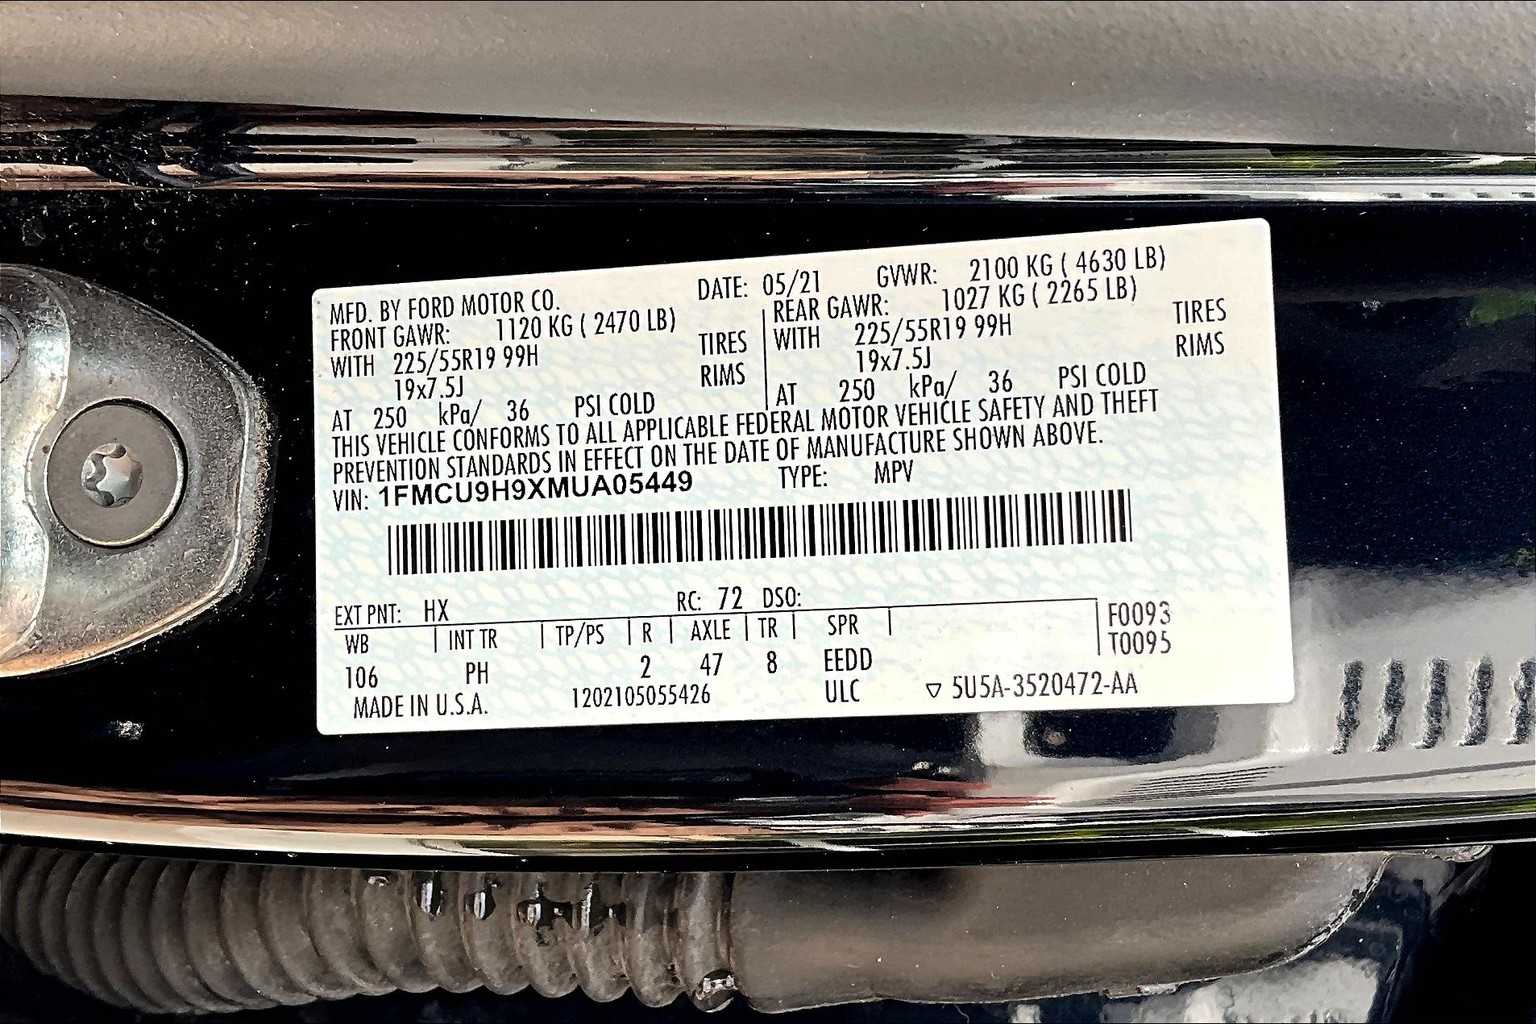 MFD. BY FORD MOTOR CO. DATE: 05/21 GVWR: 2100 KG ( 4630 LB)
FRONT GAWR: 1120 KG ( 2470 LB) REAR GAWR: 1027 KG ( 2265 LB)
WITH 225/55R19 99H TIRES WITH 225/55R19 99H TIRES
19x7.5J RIMS 19x7.5J RIMS
AT 250 kPa/ 36 PSI COLD AT 250 kPa/ 36 PSI COLD
THIS VEHICLE CONFORMS TO ALL APPLICABLE FEDERAL MOTOR VEHICLE SAFETY AND THEFT
PREVENTION STANDARDS IN EFFECT ON THE DATE OF MANUFACTURE SHOWN ABOVE.
VIN: 1FMCU9H9XMUA05449 TYPE: MPV
EXT PNT: HX RC: 72 DSO:
WB INT TR TP/PS R AXLE TR SPR F0093
106 PH 2 47 8 EEDD T0095
MADE IN U.S.A. 1202105055426 ULC ▽ 5U5A-3520472-AA